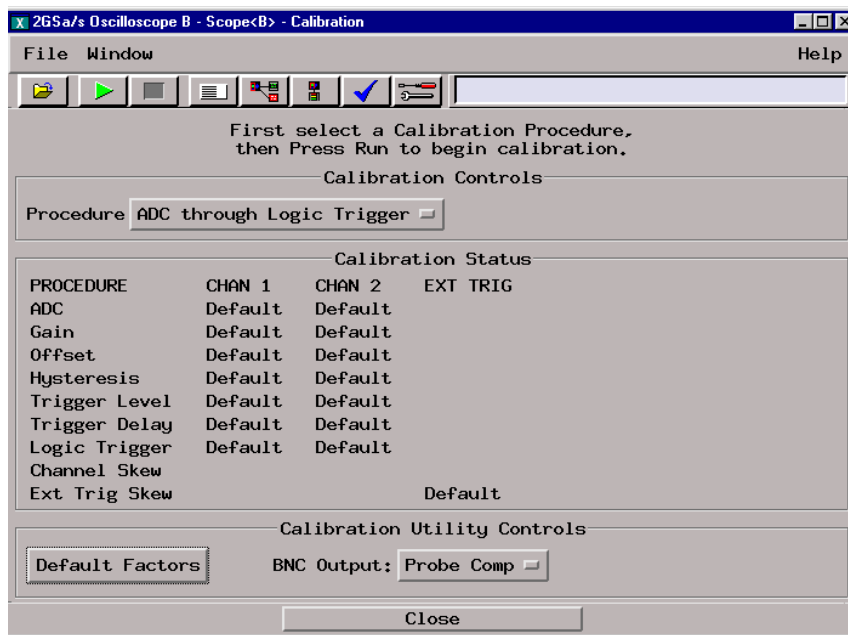 2GSa/s Oscilloscope B - Scope<B> - Calibration
File Window Help
First select a Calibration Procedure,
then Press Run to begin calibration.
Calibration Controls
Procedure ADC through Logic Trigger
Calibration Status
PROCEDURE CHAN 1 CHAN 2 EXT TRIG
ADC Default Default
Gain Default Default
Offset Default Default
Hysteresis Default Default
Trigger Level Default Default
Trigger Delay Default Default
Logic Trigger Default Default
Channel Skew
Ext Trig Skew Default
Calibration Utility Controls
Default Factors BNC Output: Probe Comp
Close